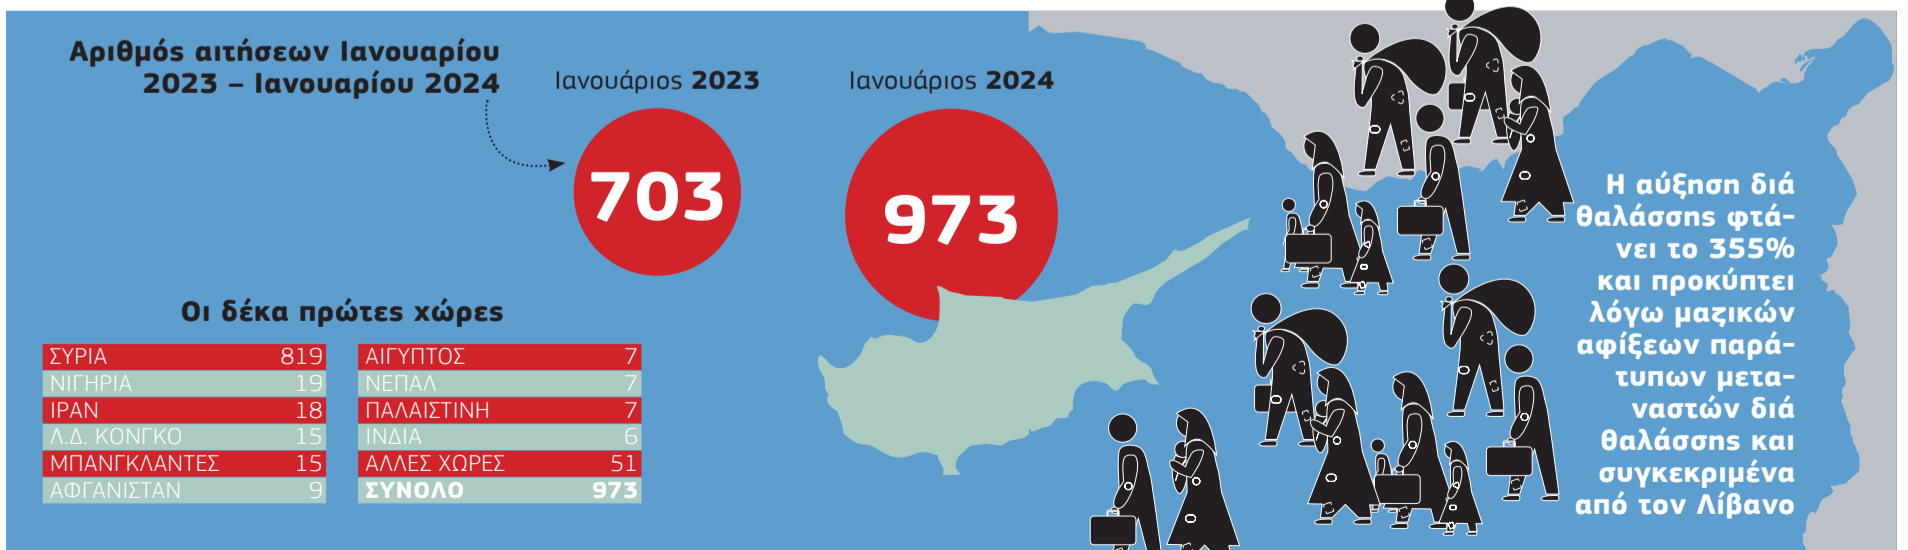 Αριθμός αιτήσεων Ιανουαρίου
2023 – Ιανουαρίου 2024
Ιανουάριος 2023
703
Ιανουάριος 2024
973
Οι δέκα πρώτες χώρες
ΣΥΡΙΑ 819
ΝΙΓΗΡΙΑ 19
ΙΡΑΝ 18
Λ.Δ. ΚΟΝΓΚΟ 15
ΜΠΑΝΓΚΛΑΝΤΕΣ 15
ΑΦΓΑΝΙΣΤΑΝ 9
ΑΙΓΥΠΤΟΣ 7
ΝΕΠΑΛ 7
ΠΑΛΑΙΣΤΙΝΗ 7
ΙΝΔΙΑ 6
ΑΛΛΕΣ ΧΩΡΕΣ 51
ΣΥΝΟΛΟ 973
Η αύξηση διά
θαλάσσης φτά-
νει το 355%
και προκύπτει
λόγω μαζικών
αφίξεων παρά-
τυπων μετα-
ναστών διά
θαλάσσης και
συγκεκριμένα
από τον Λίβανο